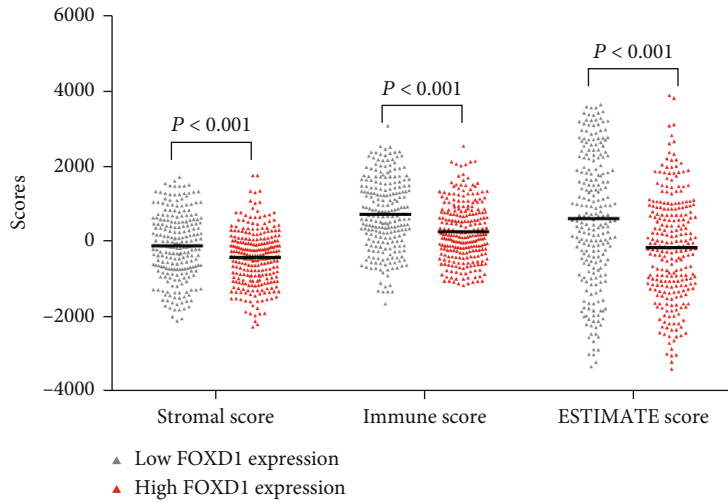 6000
4000
2000
0
−2000
−4000
Scores
P < 0.001
P < 0.001
P < 0.001
Stromal score
Immune score
ESTIMATE score
Low FOXD1 expression
High FOXD1 expression